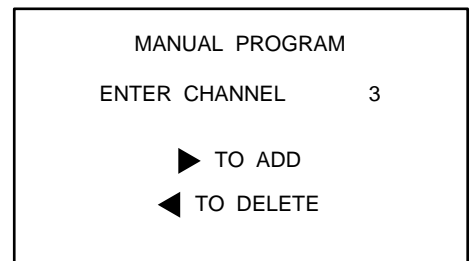 MANUAL PROGRAM
ENTER CHANNEL 3
▶ TO ADD
◀ TO DELETE